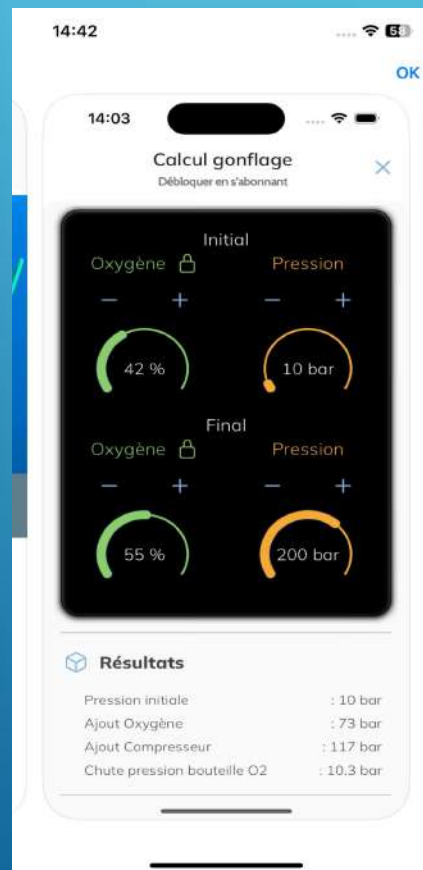 14:42
58
OK
14:03
Calcul gonflage
Débloquer en s'abonnant
Initial
Oxygène Pression
− + − +
42 % 10 bar
Final
Oxygène Pression
− + − +
55 % 200 bar
Résultats
Pression initiale : 10 bar
Ajout Oxygène : 73 bar
Ajout Compresseur : 117 bar
Chute pression bouteille O2 : 10.3 bar